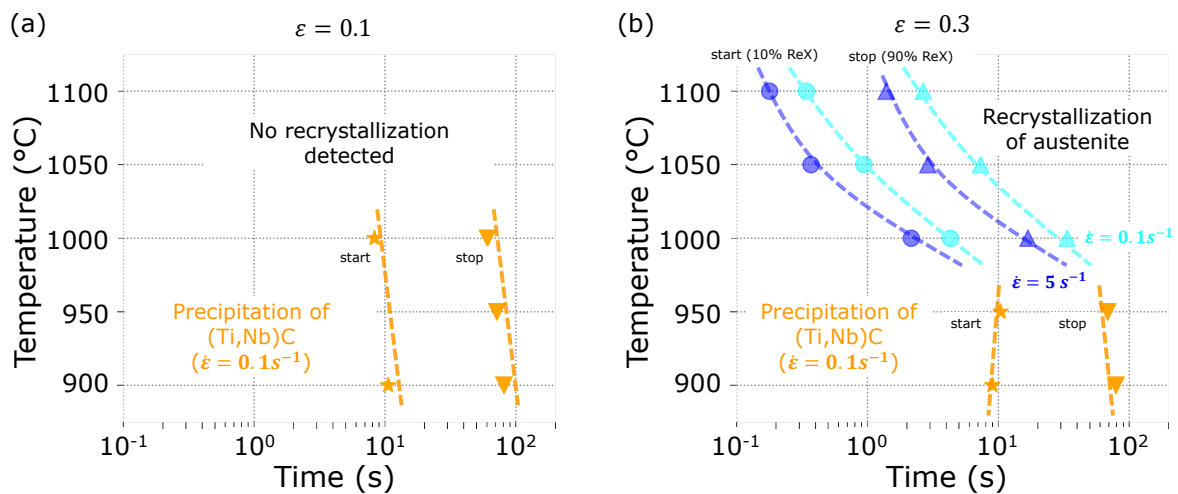 (a)
ε = 0.1
Temperature (°C)
1100
1050
1000
950
900
No recrystallization
detected
start
stop
Precipitation of
(Ti,Nb)C
(ε̇ = 0.1s⁻¹)
10⁻¹
10⁰
10¹
10²
Time (s)
(b)
ε = 0.3
Temperature (°C)
1100
1050
1000
950
900
start (10% ReX)
stop (90% ReX)
Recrystallization
of austenite
ε̇ = 0.1s⁻¹
ε̇ = 5 s⁻¹
Precipitation of
(Ti,Nb)C
(ε̇ = 0.1s⁻¹)
start
stop
10⁻¹
10⁰
10¹
10²
Time (s)